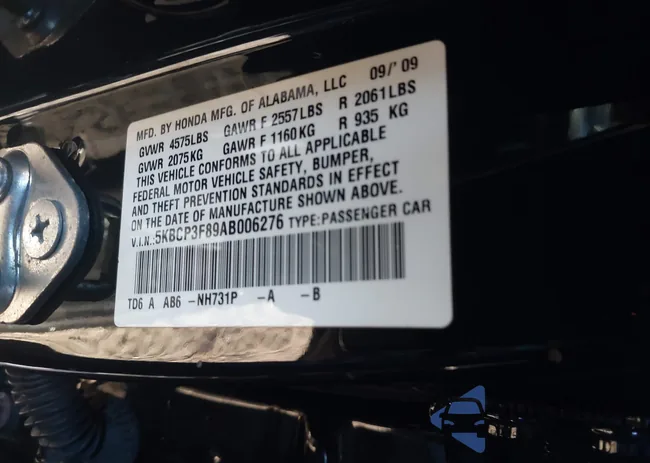 MFD. BY HONDA MFG. OF ALABAMA, LLC 09/'09
GVWR 4575LBS GAWR F 2557LBS R 2061LBS
GVWR 2075KG GAWR F 1160KG R 935 KG
THIS VEHICLE CONFORMS TO ALL APPLICABLE
FEDERAL MOTOR VEHICLE SAFETY, BUMPER,
AND THEFT PREVENTION STANDARDS IN EFFECT
ON THE DATE OF MANUFACTURE SHOWN ABOVE.
V.I.N.:5KBCP3F89AB006276 TYPE:PASSENGER CAR
TD6 A AB6 -NH731P -A -B